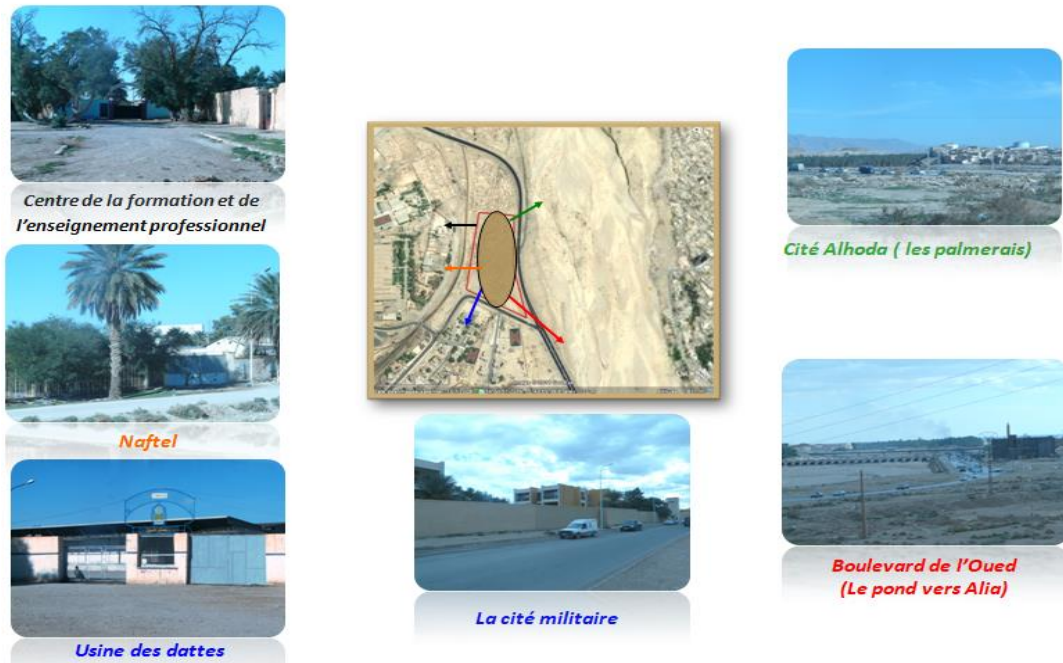 Centre de la formation et de
l'enseignement professionnel
Naftel
Usine des dattes
La cité militaire
Cité Alhoda ( les palmerais)
Boulevard de l'Oued
(Le pond vers Alia)